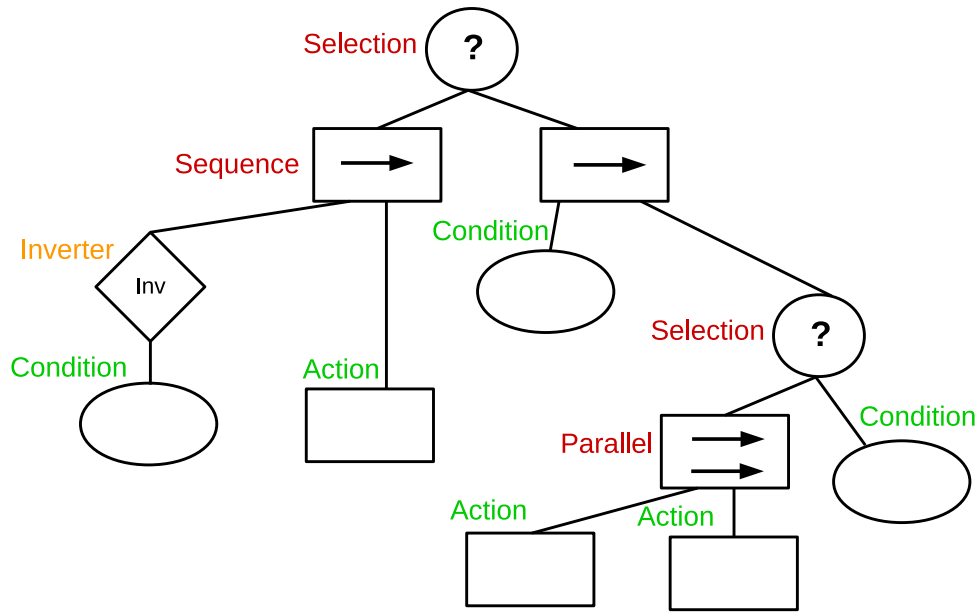 Selection
?
Sequence
Condition
Inverter
Inv
Selection
?
Condition
Action
Condition
Parallel
Action
Action